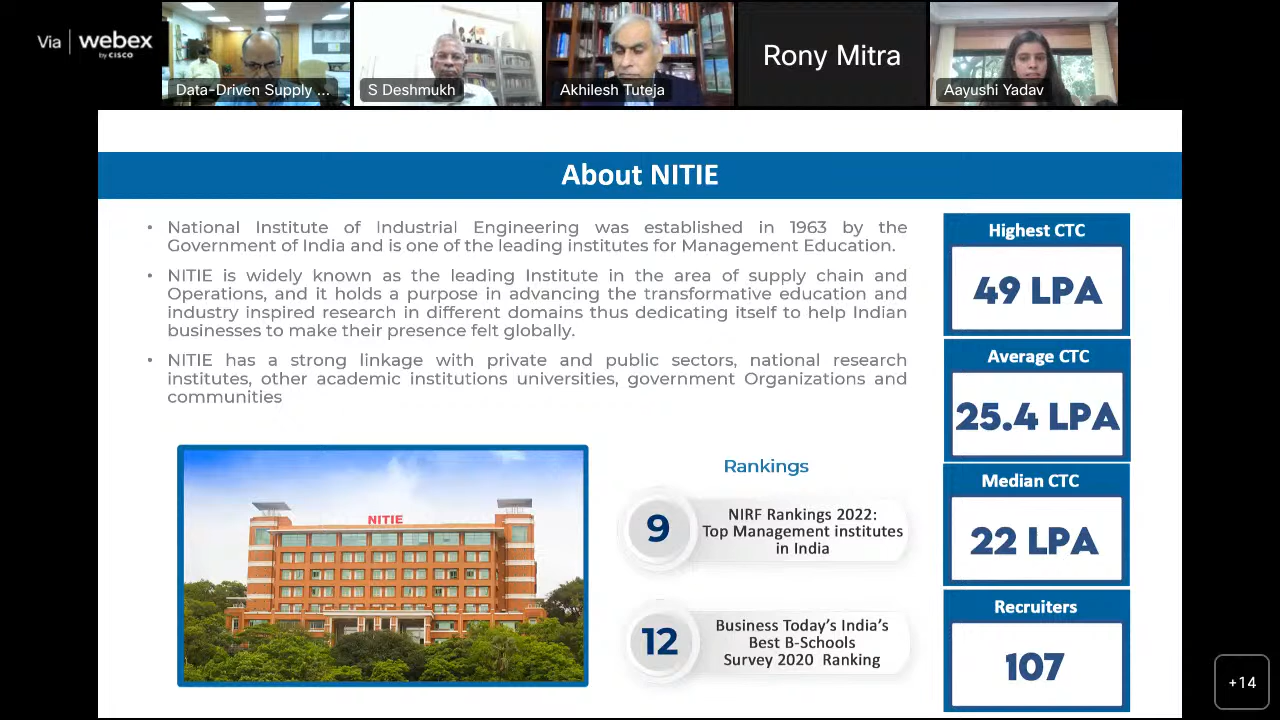 Via webex
by CISCO
Data-Driven Supply ...
S Deshmukh
Akhilesh Tuteja
Rony Mitra
Aayushi Yadav
About NITIE
• National Institute of Industrial Engineering was established in 1963 by the
Government of India and is one of the leading institutes for Management Education.
• NITIE is widely known as the leading Institute in the area of supply chain and
Operations, and it holds a purpose in advancing the transformative education and
industry inspired research in different domains thus dedicating itself to help Indian
businesses to make their presence felt globally.
• NITIE has a strong linkage with private and public sectors, national research
institutes, other academic institutions universities, government Organizations and
communities
NITIE
Rankings
9
NIRF Rankings 2022:
Top Management institutes
in India
12
Business Today’s India’s
Best B-Schools
Survey 2020 Ranking
Highest CTC
49 LPA
Average CTC
25.4 LPA
Median CTC
22 LPA
Recruiters
107
+14